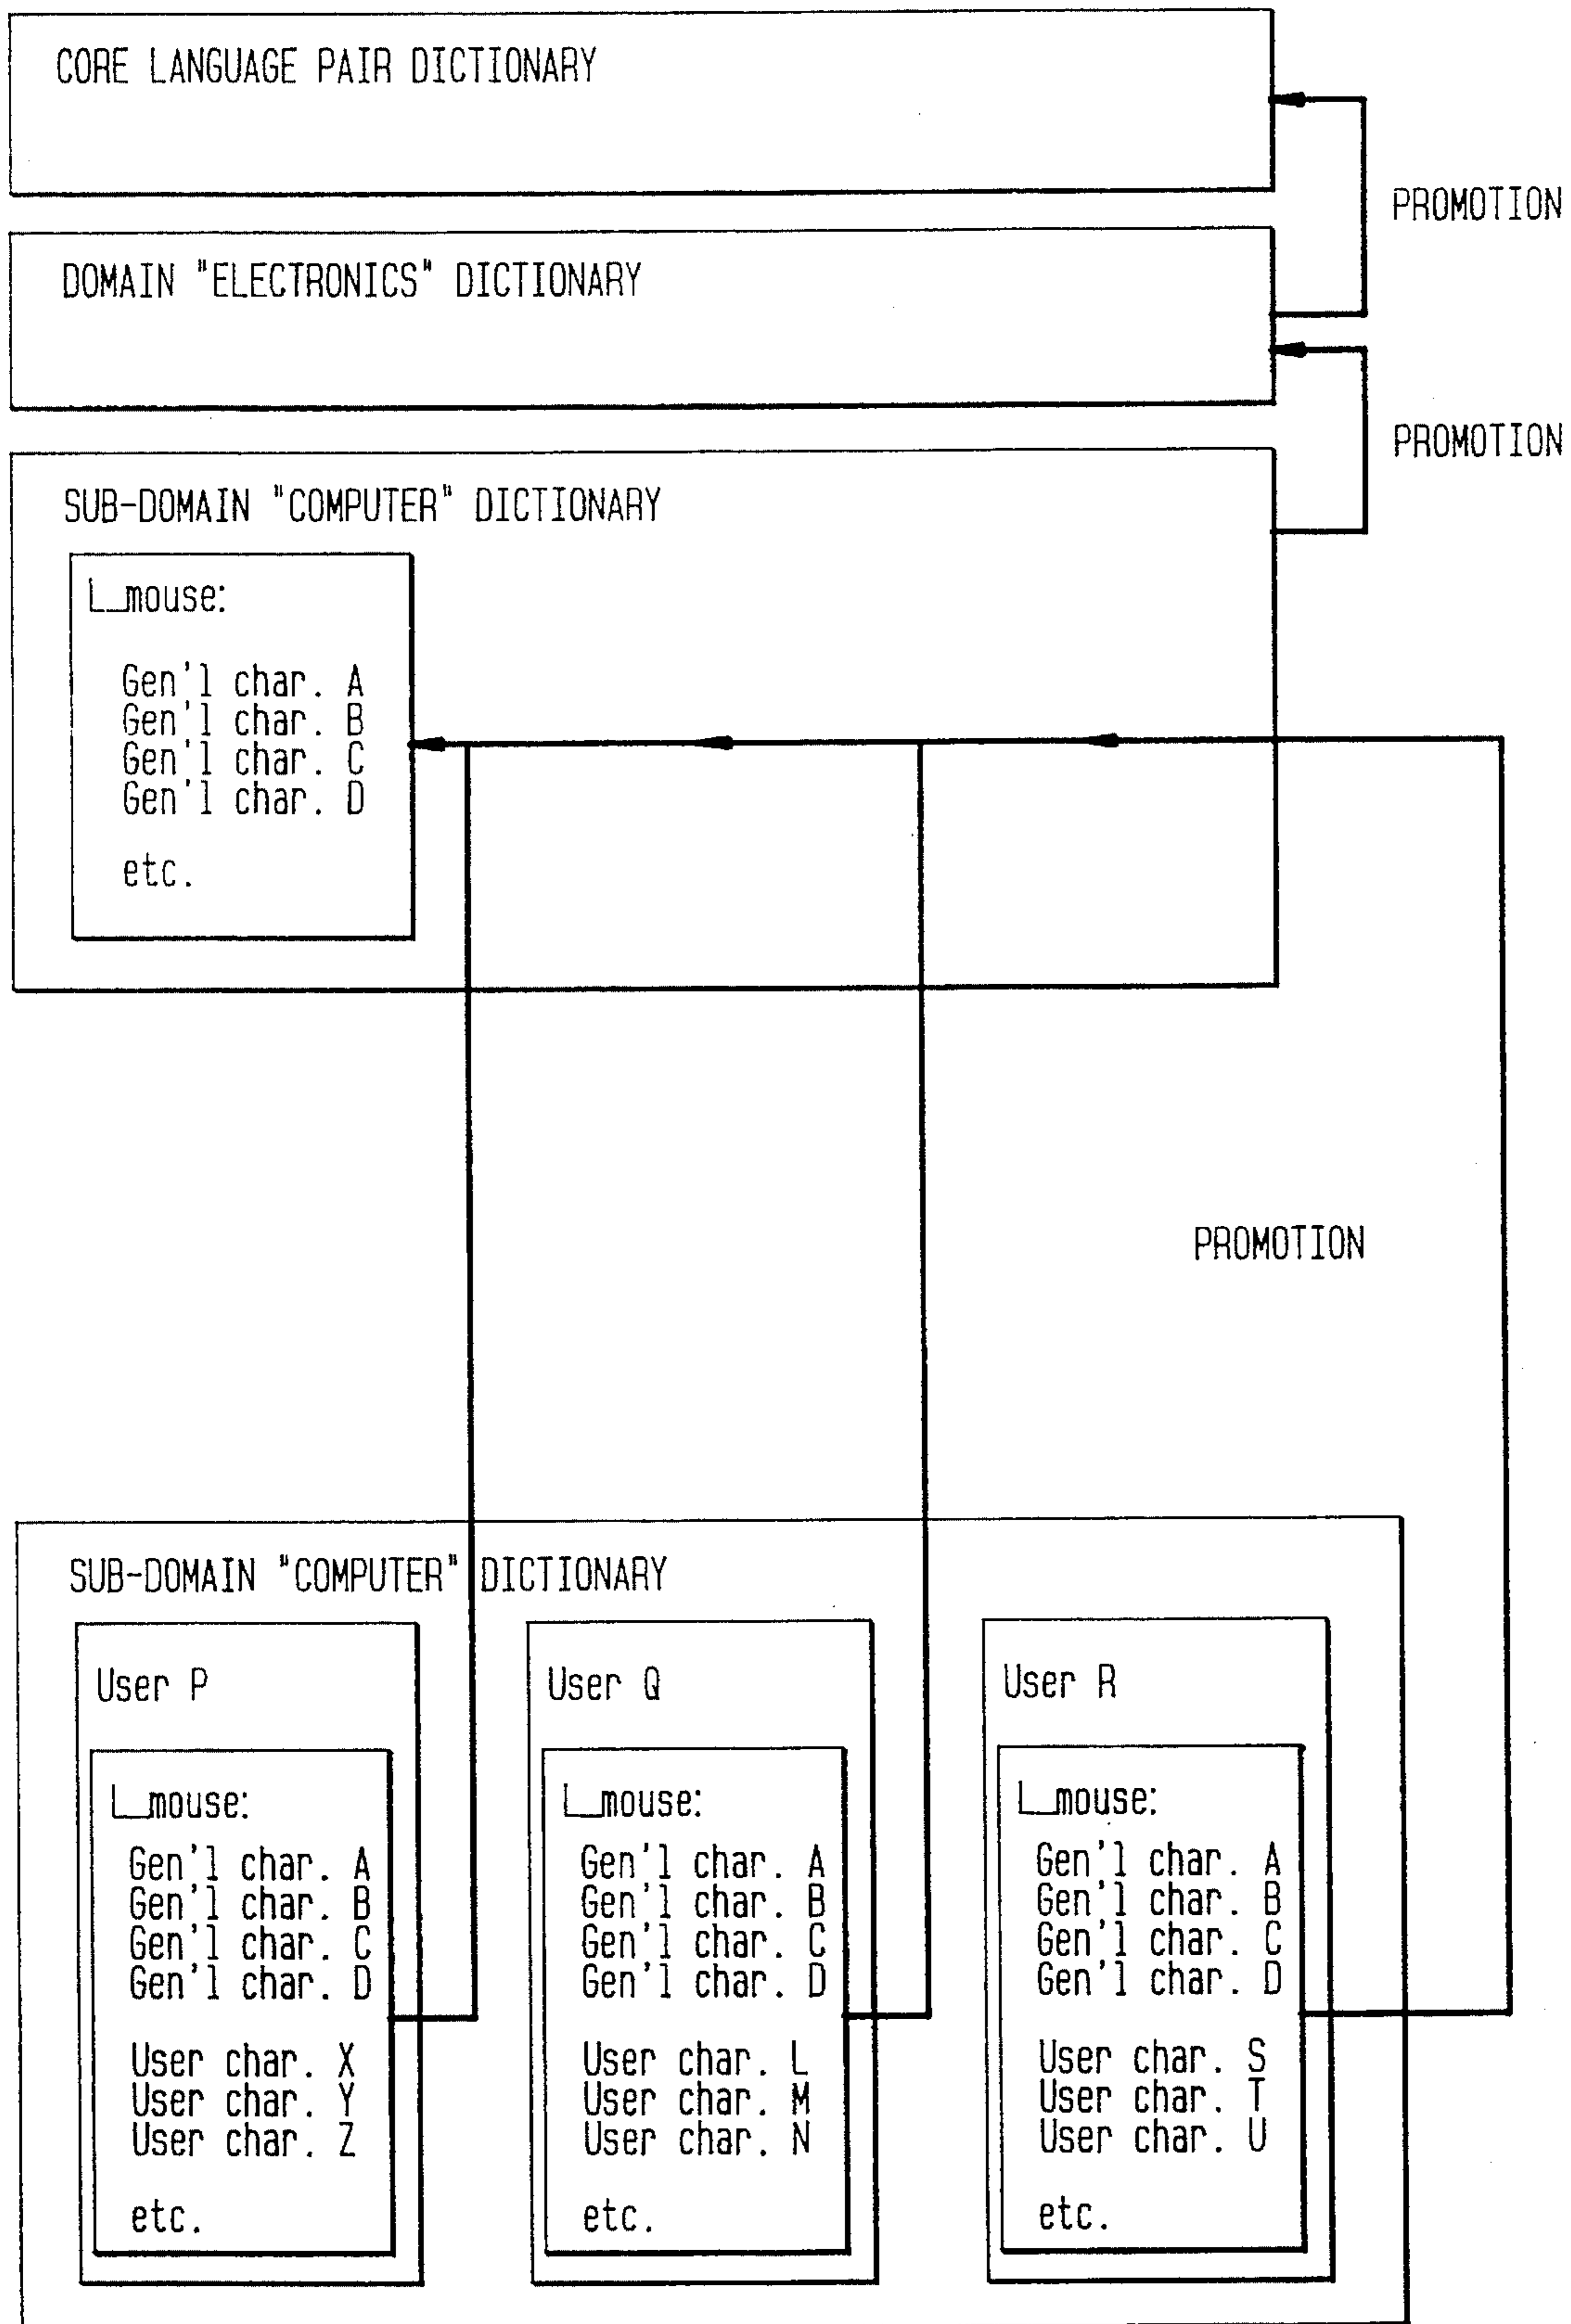 CORE LANGUAGE PAIR DICTIONARY
PROMOTION
DOMAIN "ELECTRONICS" DICTIONARY
PROMOTION
SUB-DOMAIN "COMPUTER" DICTIONARY
L_mouse:
Gen'l char. A
Gen'l char. B
Gen'l char. C
Gen'l char. D
etc.
PROMOTION
SUB-DOMAIN "COMPUTER" DICTIONARY
User P
L_mouse:
Gen'l char. A
Gen'l char. B
Gen'l char. C
Gen'l char. D
User char. X
User char. Y
User char. Z
etc.
User Q
L_mouse:
Gen'l char. A
Gen'l char. B
Gen'l char. C
Gen'l char. D
User char. L
User char. M
User char. N
etc.
User R
L_mouse:
Gen'l char. A
Gen'l char. B
Gen'l char. C
Gen'l char. D
User char. S
User char. T
User char. U
etc.